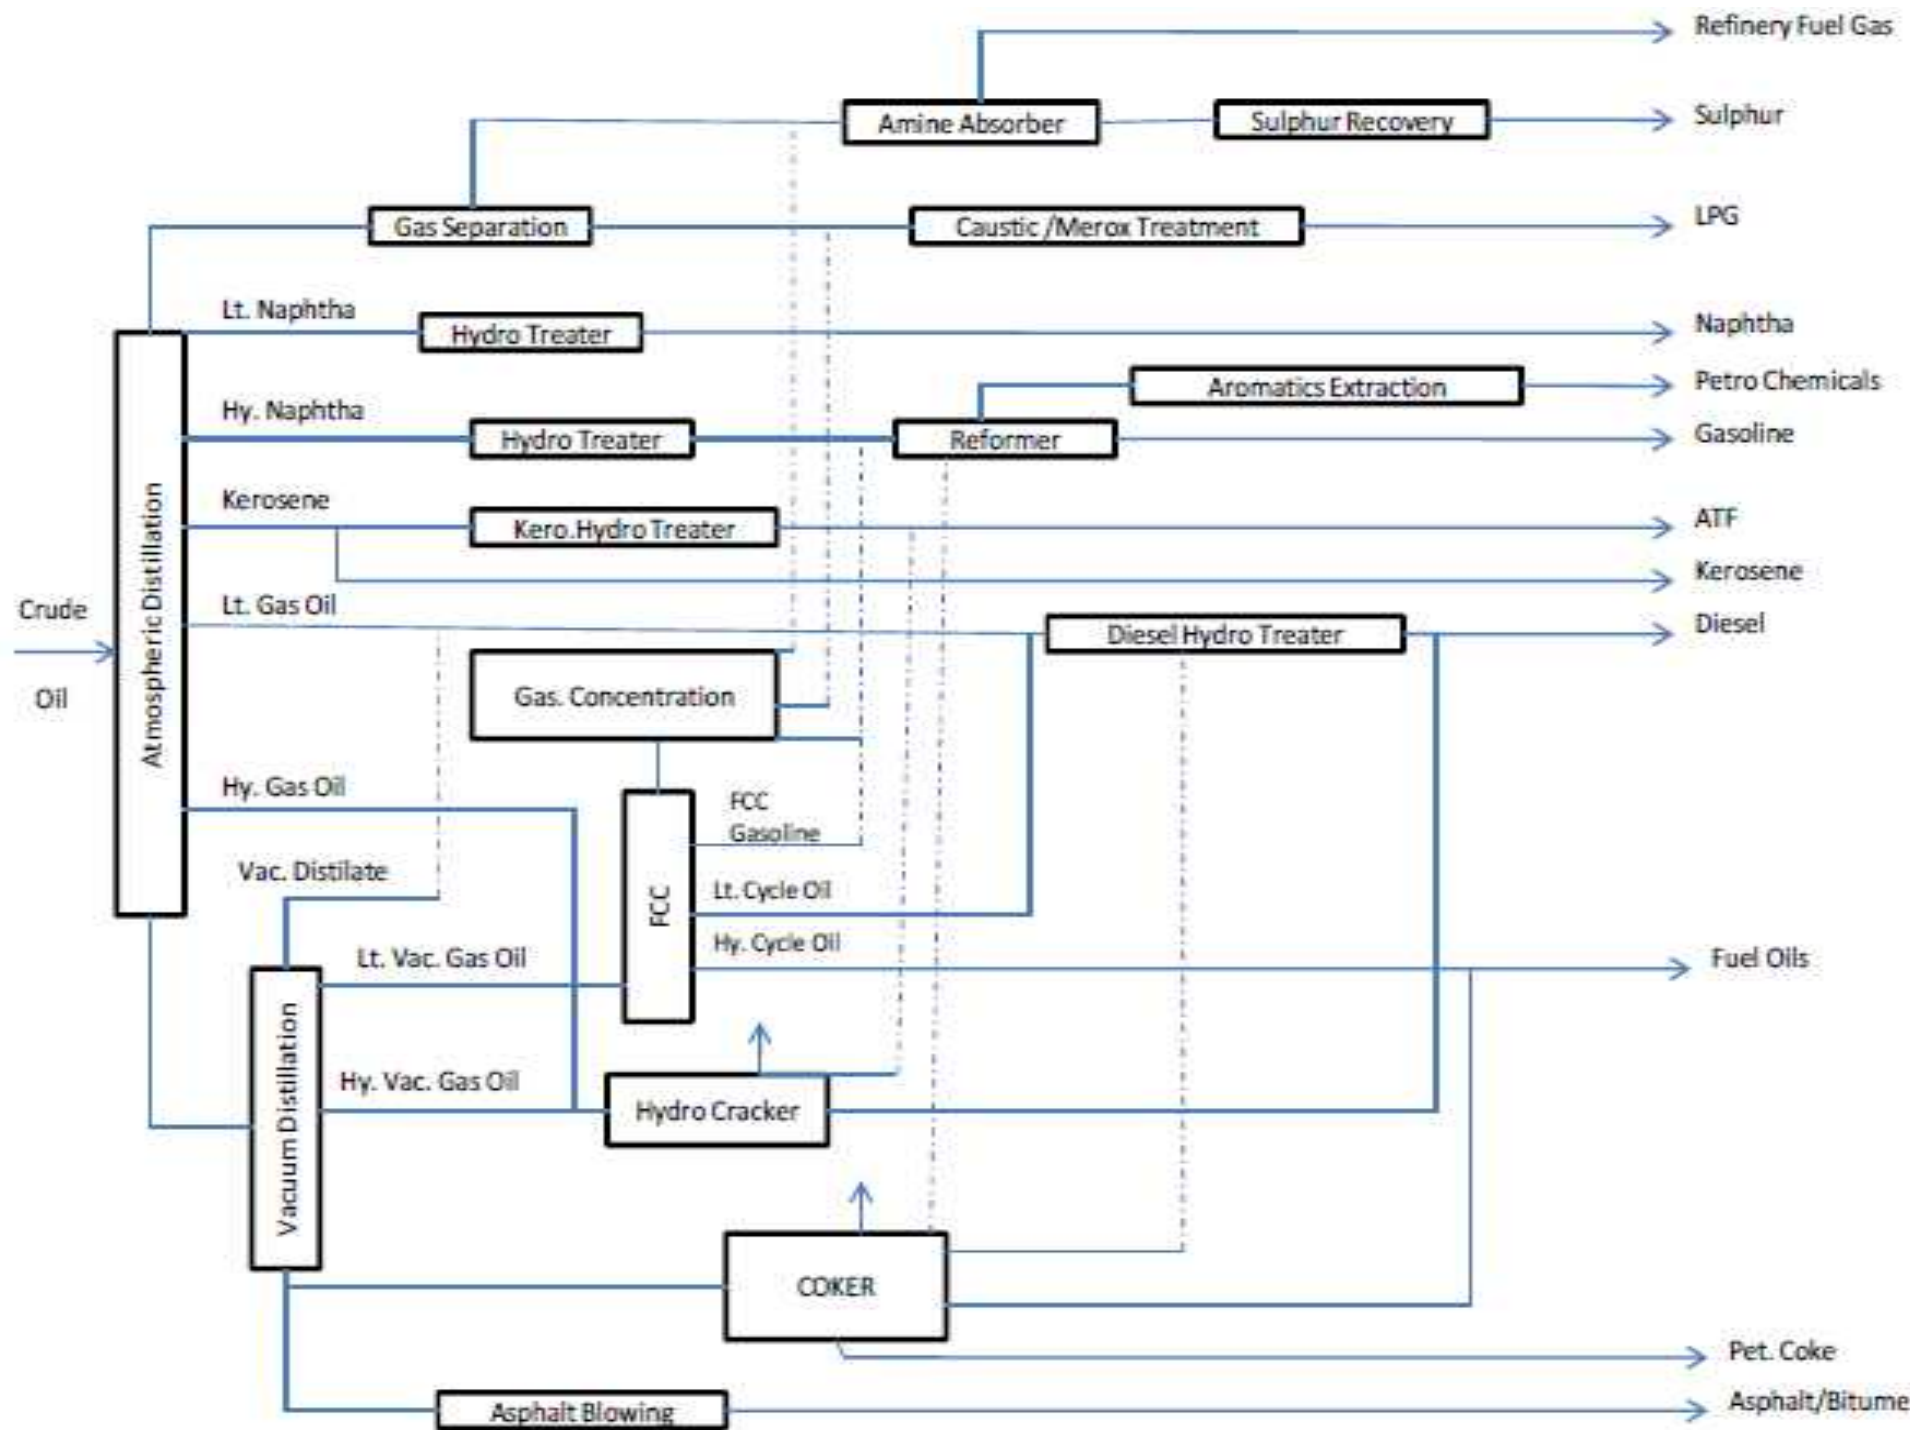 Refinery Fuel Gas
Amine Absorber
Sulphur Recovery
Sulphur
Gas Separation
Caustic /Merox Treatment
LPG
Lt. Naphtha
Hydro Treater
Naphtha
Aromatics Extraction
Petro Chemicals
Hy. Naphtha
Hydro Treater
Reformer
Gasoline
Kerosene
Kero.Hydro Treater
ATF
Kerosene
Crude
Oil
Atmospheric Distillation
Lt. Gas Oil
Diesel Hydro Treater
Diesel
Gas. Concentration
Hy. Gas Oil
FCC
Gasoline
Vac. Distilate
FCC
Lt. Cycle Oil
Hy. Cycle Oil
Lt. Vac. Gas Oil
Fuel Oils
Vacuum Distillation
Hy. Vac. Gas Oil
Hydro Cracker
COKER
Pet. Coke
Asphalt Blowing
Asphalt/Bitume